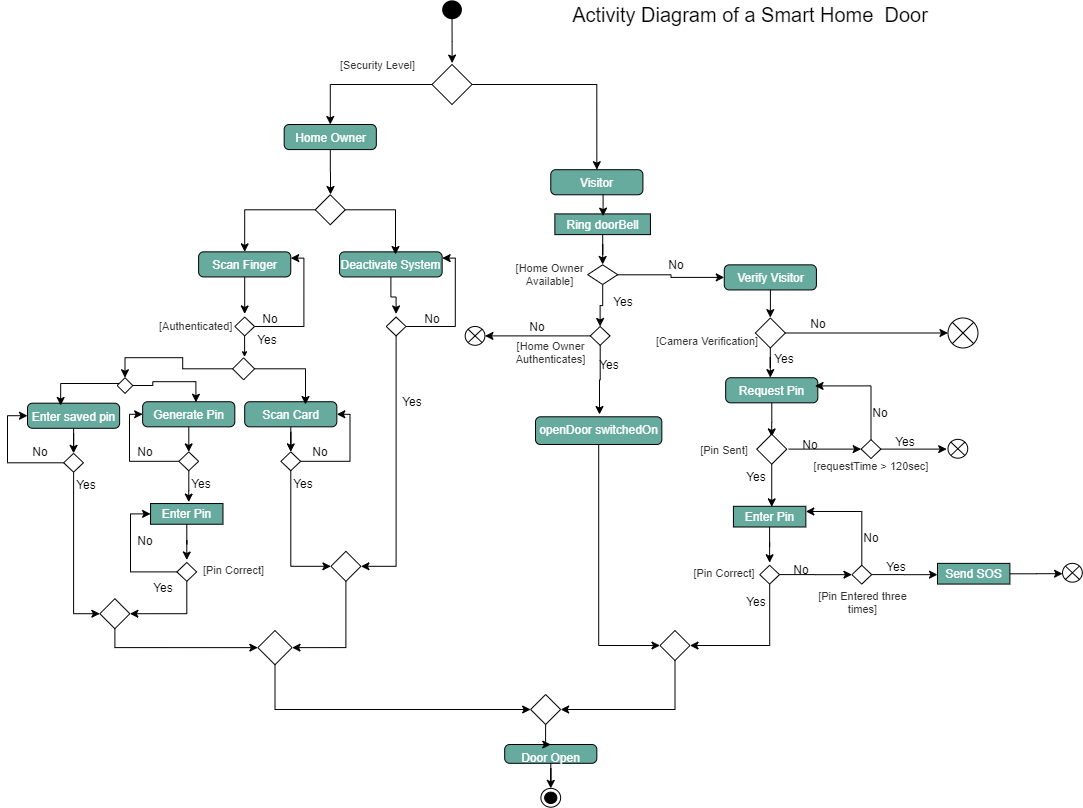 Activity Diagram of a Smart Home Door
[Security Level]
Home Owner
Visitor
Ring doorBell
Scan Finger
Deactivate System
[Home Owner
Available]
No
Verify Visitor
Yes
[Authenticated]
No
Yes
No
No
[Home Owner
Authenticates]
Yes
[Camera Verification]
No
Yes
Yes
Request Pin
Enter saved pin
Generate Pin
Scan Card
openDoor switchedOn
No
No
No
No
[Pin Sent]
No
Yes
[requestTime > 120sec]
Yes
Yes
Yes
Yes
Enter Pin
Enter Pin
No
No
[Pin Correct]
Yes
[Pin Correct]
No
Yes
Send SOS
[Pin Entered three
times]
Yes
Door Open